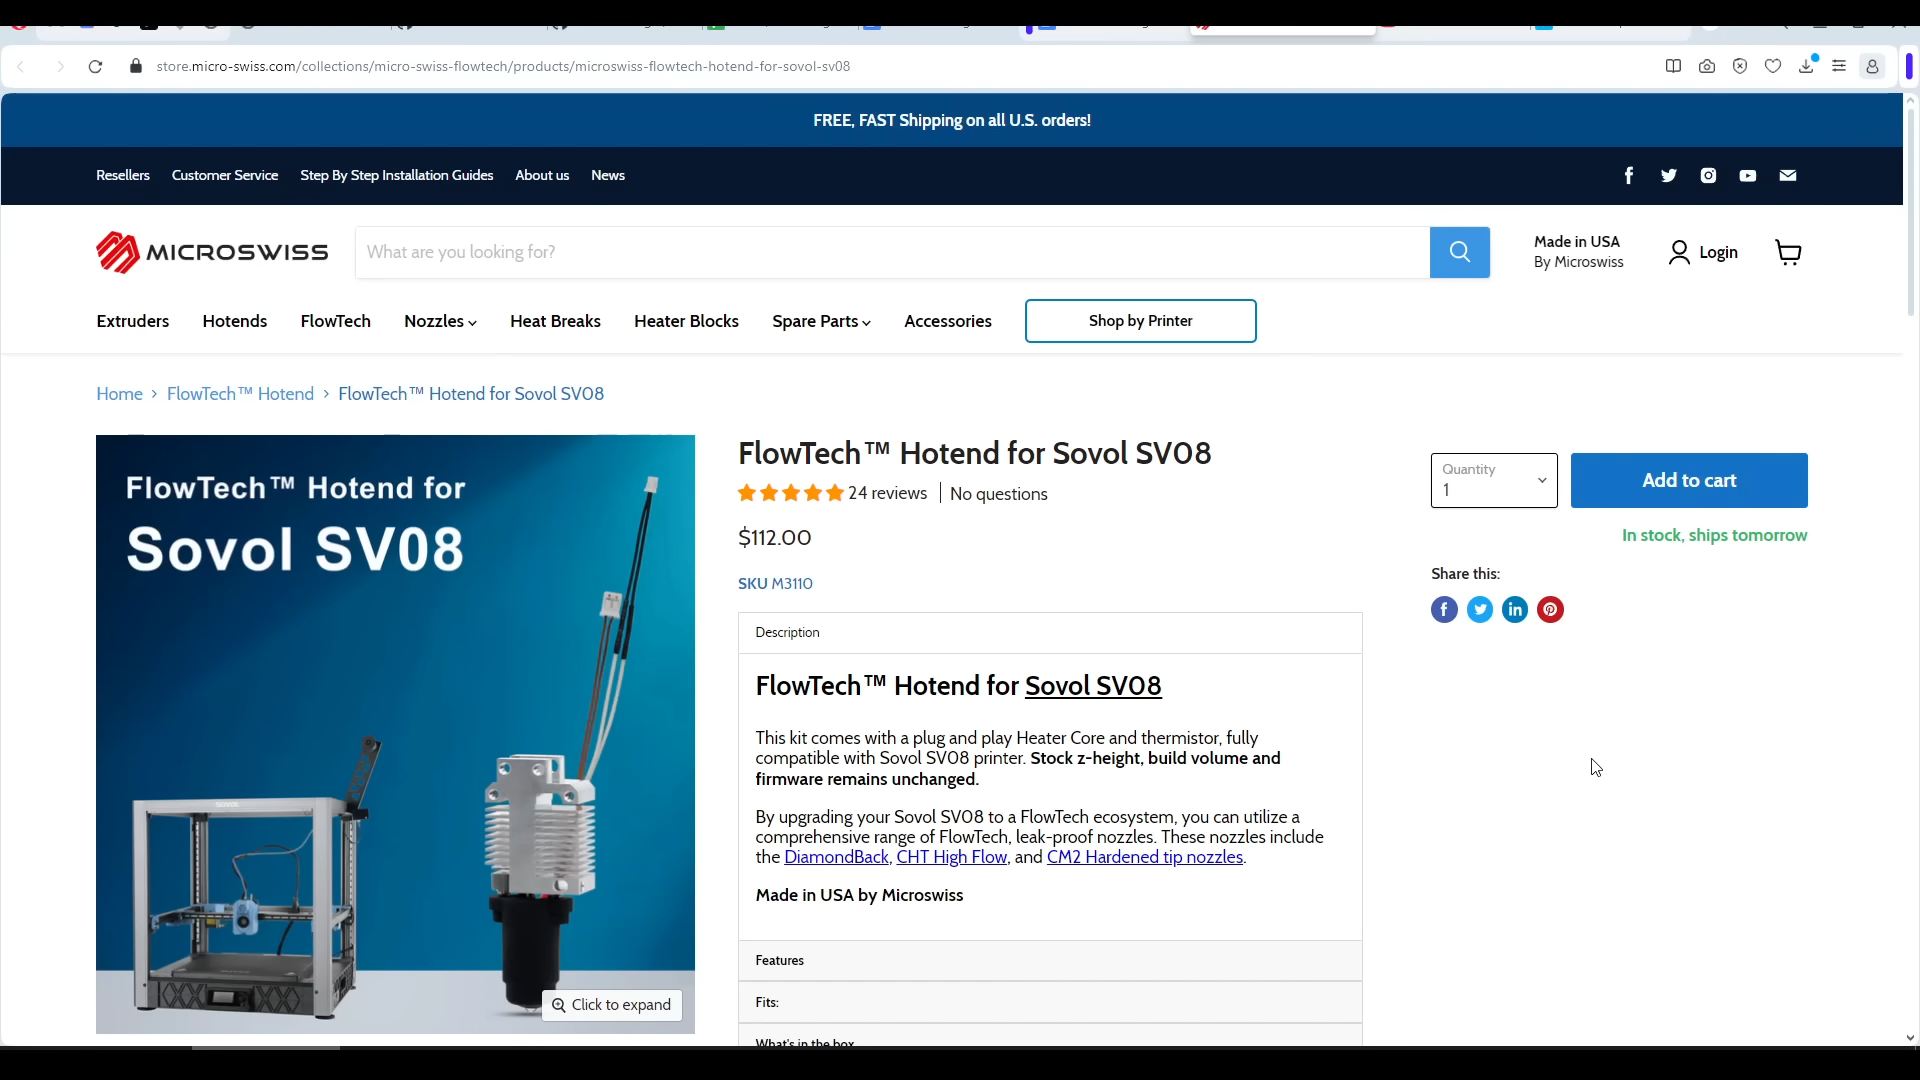 store.micro-swiss.com/collections/micro-swiss-flowtech/products/microswiss-flowtech-hotend-for-sovol-sv08
FREE, FAST Shipping on all U.S. orders!
Resellers Customer Service Step By Step Installation Guides About us News
MICROSWISS
What are you looking for?
Made in USA
By Microswiss
Login
Extruders Hotends FlowTech Nozzles Heat Breaks Heater Blocks Spare Parts Accessories Shop by Printer
Home > FlowTech™ Hotend > FlowTech™ Hotend for Sovol SV08
FlowTech™ Hotend for
Sovol SV08
SOVOL
Click to expand
FlowTech™ Hotend for Sovol SV08
24 reviews | No questions
$112.00
SKU M3110
Description
FlowTech™ Hotend for Sovol SV08
This kit comes with a plug and play Heater Core and thermistor, fully
compatible with Sovol SV08 printer. Stock z-height, build volume and
firmware remains unchanged.
By upgrading your Sovol SV08 to a FlowTech ecosystem, you can utilize a
comprehensive range of FlowTech, leak-proof nozzles. These nozzles include
the DiamondBack, CHT High Flow, and CM2 Hardened tip nozzles.
Made in USA by Microswiss
Features
Fits:
What's in the box
Quantity
1
Add to cart
In stock, ships tomorrow
Share this: